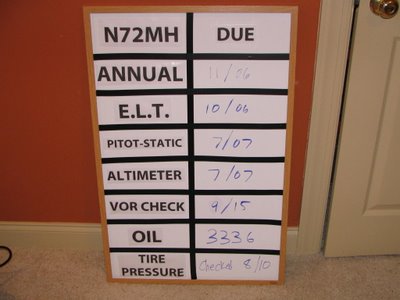 N72MH DUE
ANNUAL 11/06
E.L.T. 10/06
PITOT-STATIC 7/07
ALTIMETER 7/07
VOR CHECK 9/15
OIL 3336
TIRE
PRESSURE Checked 8/10